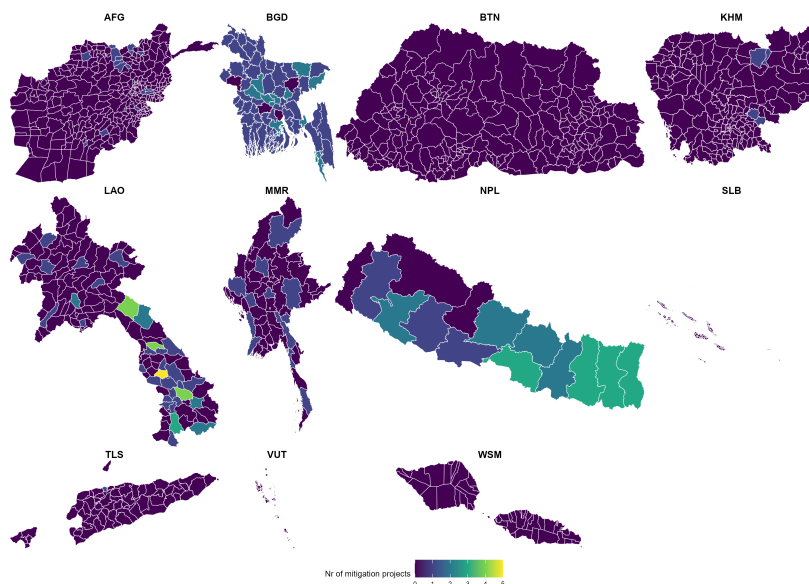 AFG BGD BTN KHM
LAO MMR NPL SLB
TLS VUT WSM
Nr of mitigation projects
0 1 2 3 4 5